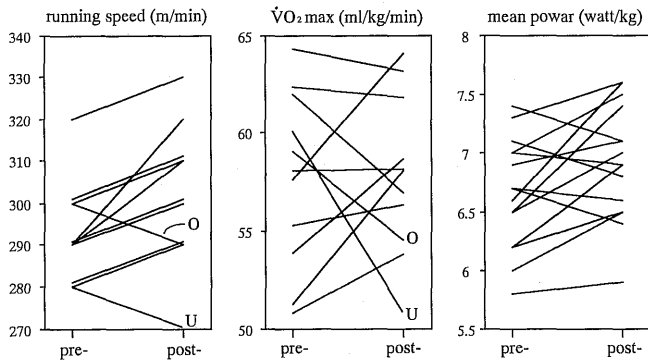 running speed (m/min)
V̇O₂ max (ml/kg/min)
mean powar (watt/kg)
340
330
320
310
300
290
280
270
O
U
pre-
post-
65
60
55
50
O
U
pre-
post-
8
7.5
7
6.5
6
5.5
pre-
post-